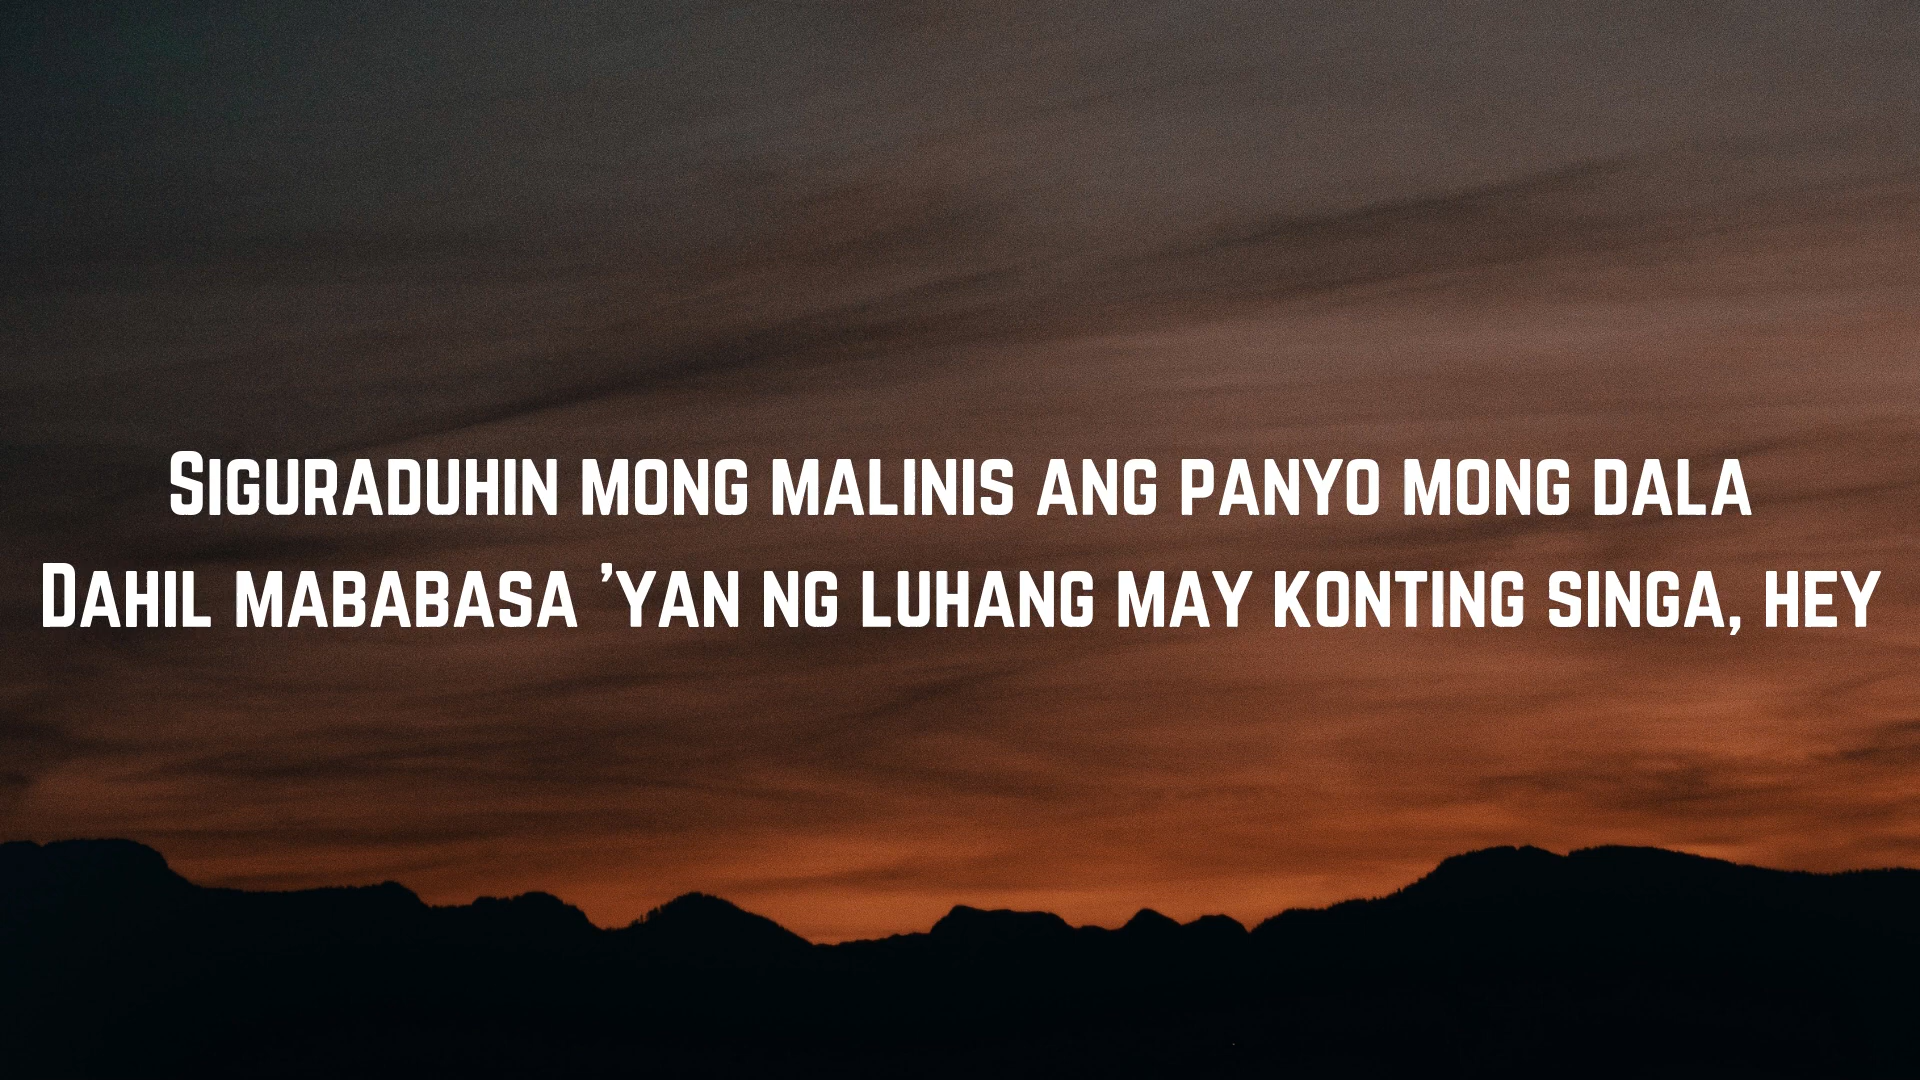 Siguraduhin mong malinis ang panyo mong dala
Dahil mababasa 'yan ng luhang may konting singa, hey